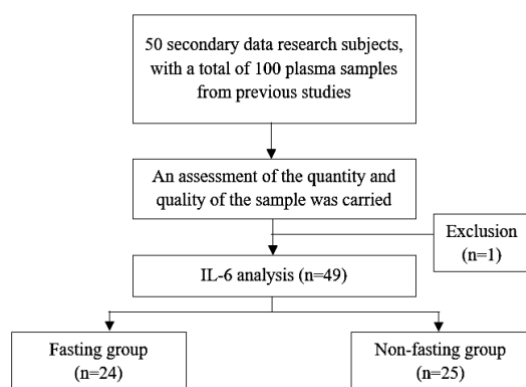 50 secondary data research subjects,
with a total of 100 plasma samples
from previous studies
An assessment of the quantity and
quality of the sample was carried
Exclusion
(n=1)
IL-6 analysis (n=49)
Fasting group
(n=24)
Non-fasting group
(n=25)